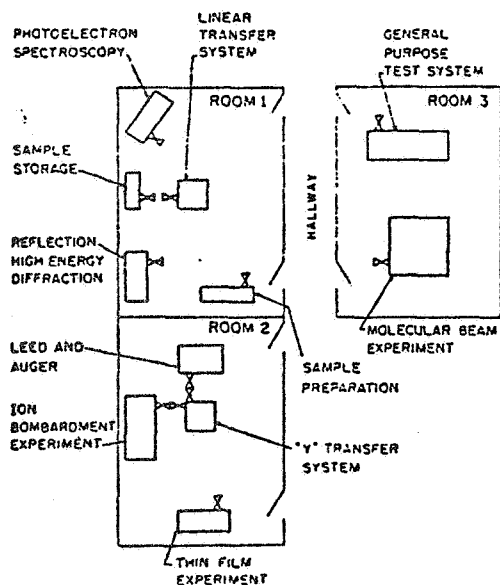 PHOTOELECTRON
SPECTROSCOPY
LINEAR
TRANSFER
SYSTEM
GENERAL
PURPOSE
TEST SYSTEM
ROOM 1
ROOM 3
SAMPLE
STORAGE
HALLWAY
REFLECTION
HIGH ENERGY
DIFFRACTION
ROOM 2
MOLECULAR BEAM
EXPERIMENT
LEED AND
AUGER
SAMPLE
PREPARATION
ION
BOMBARDMENT
EXPERIMENT
"Y" TRANSFER
SYSTEM
THIN FILM
EXPERIMENT